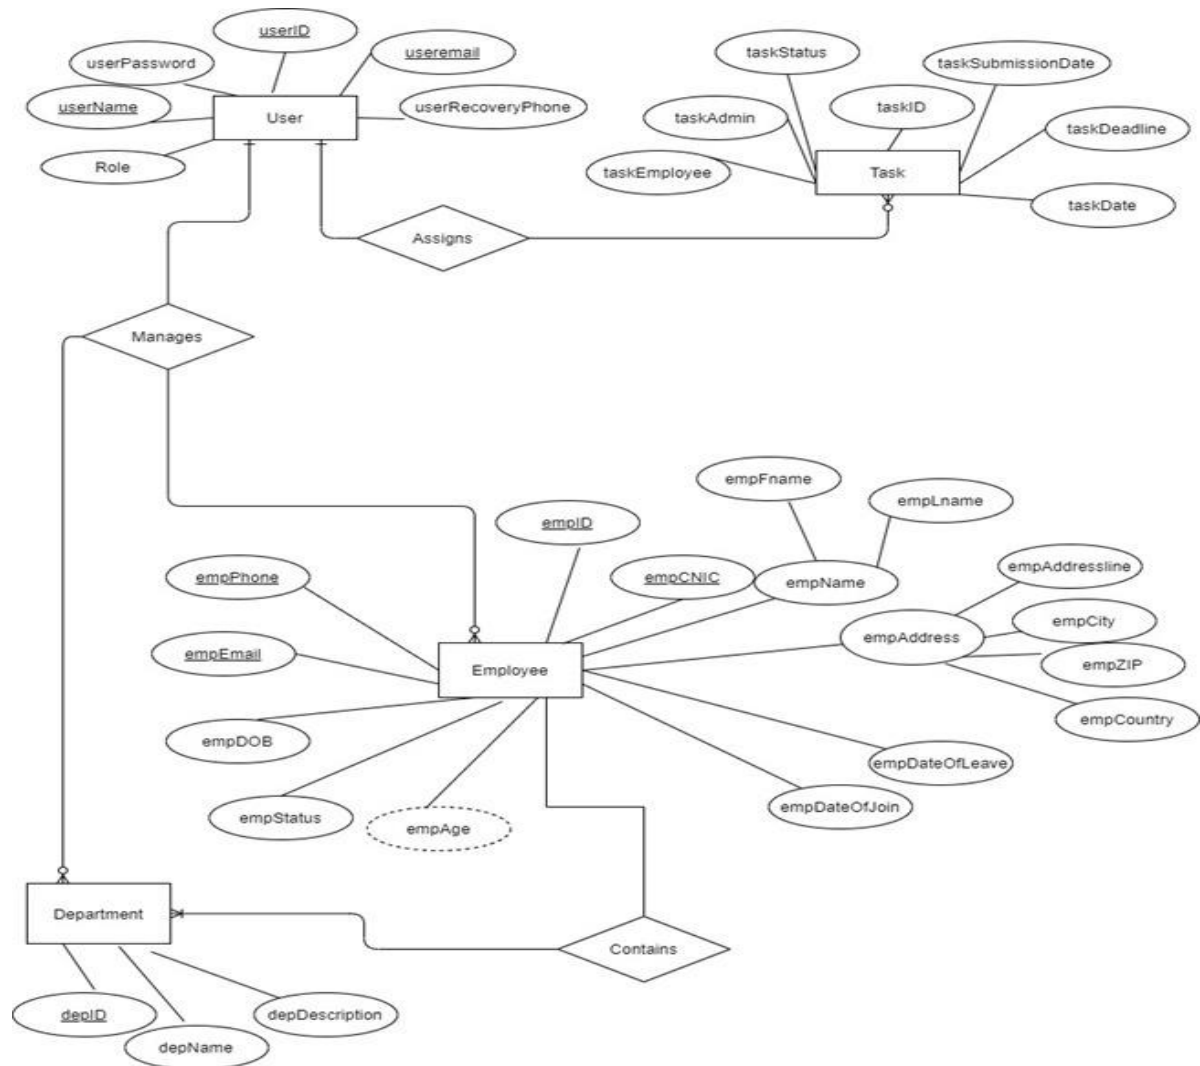 userID
useremail
userPassword
userName
userRecoveryPhone
User
Role
taskStatus
taskSubmissionDate
taskID
taskAdmin
taskDeadline
taskEmployee
Task
taskDate
Assigns
Manages
empFname
empLname
empID
empPhone
empCNIC
empName
empAddressline
empCity
empAddress
empZIP
empEmail
Employee
empCountry
empDOB
empDateOfLeave
empDateOfJoin
empStatus
empAge
Department
Contains
depID
depDescription
depName